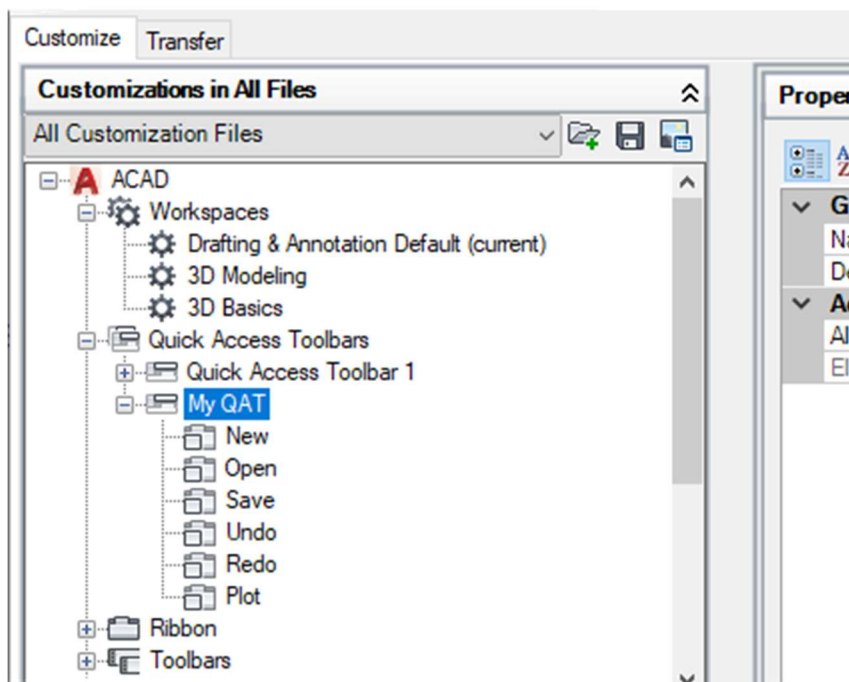 Customize
Transfer
Customizations in All Files
All Customization Files
ACAD
Workspaces
Drafting & Annotation Default (current)
3D Modeling
3D Basics
Quick Access Toolbars
Quick Access Toolbar 1
My QAT
New
Open
Save
Undo
Redo
Plot
Ribbon
Toolbars